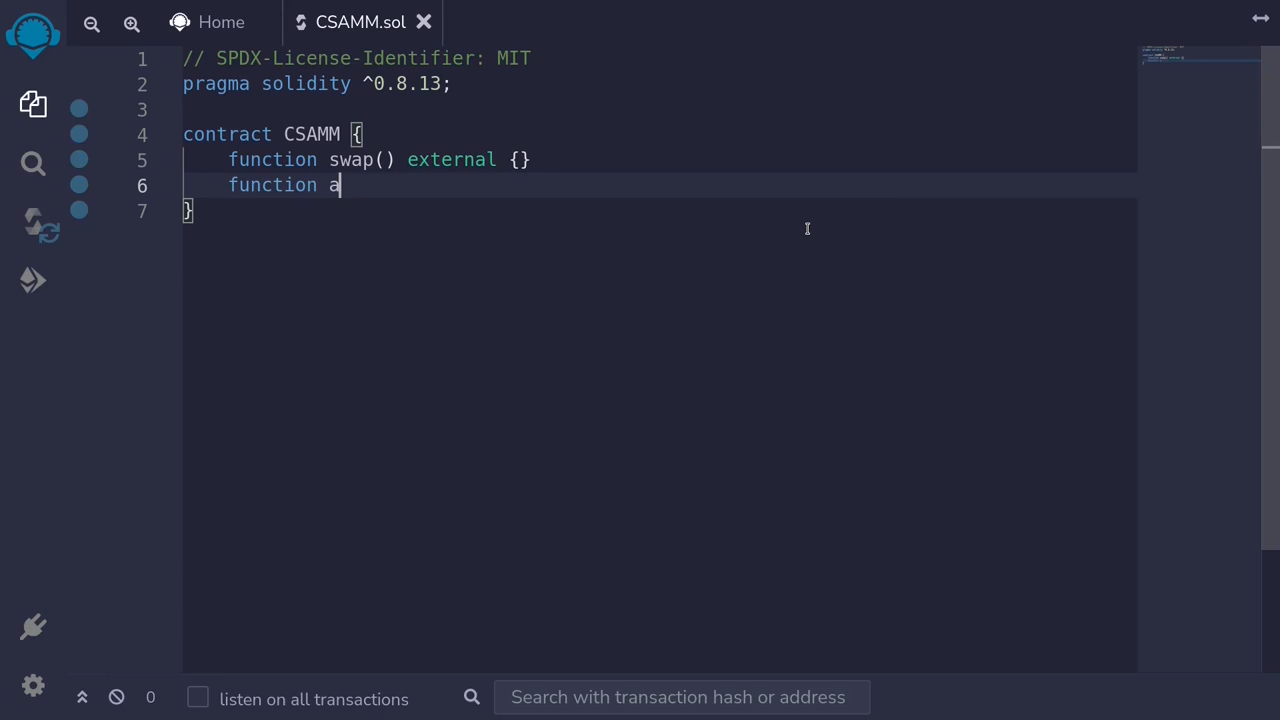 Home
CSAMM.sol
1 // SPDX-License-Identifier: MIT
2 pragma solidity ^0.8.13;
3
4 contract CSAMM {
5     function swap() external {}
6     function a
7 }
0
listen on all transactions
Search with transaction hash or address